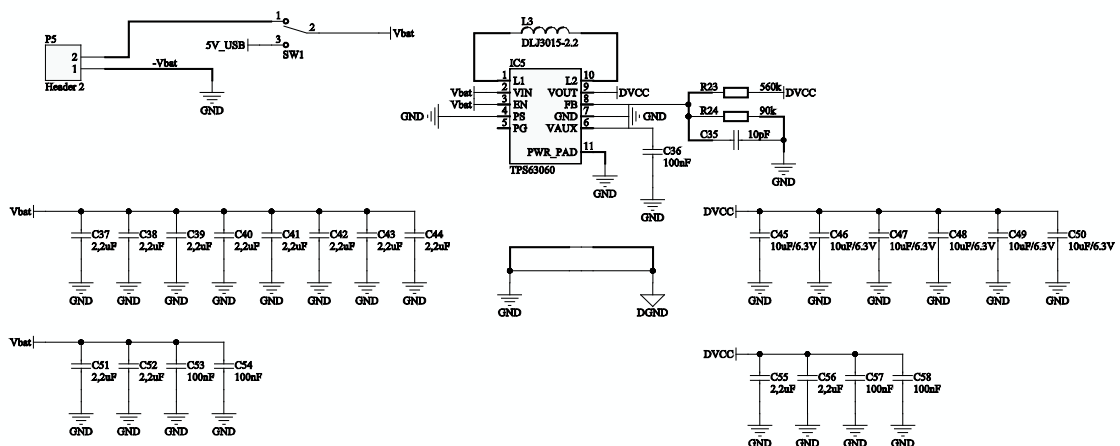 P5
2
1
Header 2
-Vbat
GND
5V_USB
1
2
3
SW1
Vbat
L3
DLJ3015-2.2
IC5
1 L1 L2 10
Vbat 2 VIN VOUT 9 DVCC
Vbat 3 EN FB 8
GND 4 PS GND 7 GND
5 PG VAUX 6
PWR_PAD 11
TPS63060
GND
C36
100nF
GND
R23 560k DVCC
R24 90k
C35 10pF
GND
Vbat
C37 C38 C39 C40 C41 C42 C43 C44
2,2uF 2,2uF 2,2uF 2,2uF 2,2uF 2,2uF 2,2uF 2,2uF
GND GND GND GND GND GND GND GND
GND DGND
DVCC
C45 C46 C47 C48 C49 C50
10uF/6.3V 10uF/6.3V 10uF/6.3V 10uF/6.3V 10uF/6.3V 10uF/6.3V
GND GND GND GND GND GND
Vbat
C51 C52 C53 C54
2,2uF 2,2uF 100nF 100nF
GND GND GND GND
DVCC
C55 C56 C57 C58
2,2uF 2,2uF 100nF 100nF
GND GND GND GND